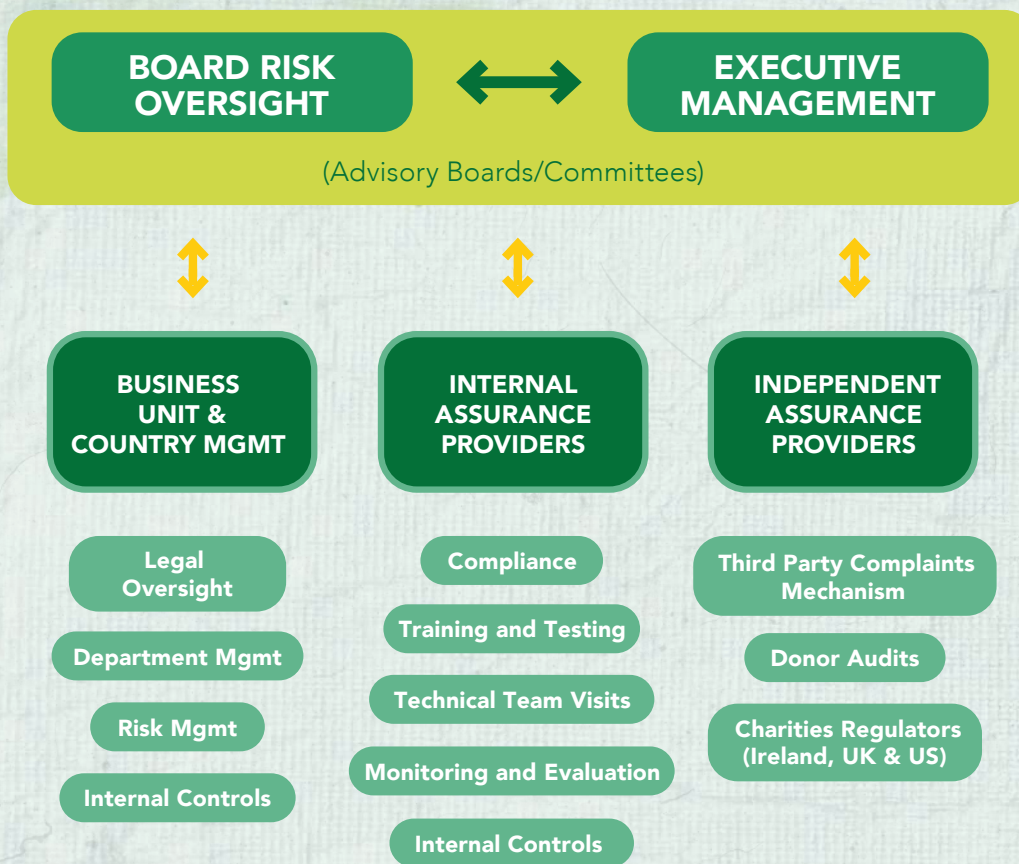 BOARD RISK
OVERSIGHT
EXECUTIVE
MANAGEMENT
(Advisory Boards/Committees)
BUSINESS
UNIT &
COUNTRY MGMT
Legal
Oversight
Department Mgmt
Risk Mgmt
Internal Controls
INTERNAL
ASSURANCE
PROVIDERS
Compliance
Training and Testing
Technical Team Visits
Monitoring and Evaluation
Internal Controls
INDEPENDENT
ASSURANCE
PROVIDERS
Third Party Complaints
Mechanism
Donor Audits
Charities Regulators
(Ireland, UK & US)